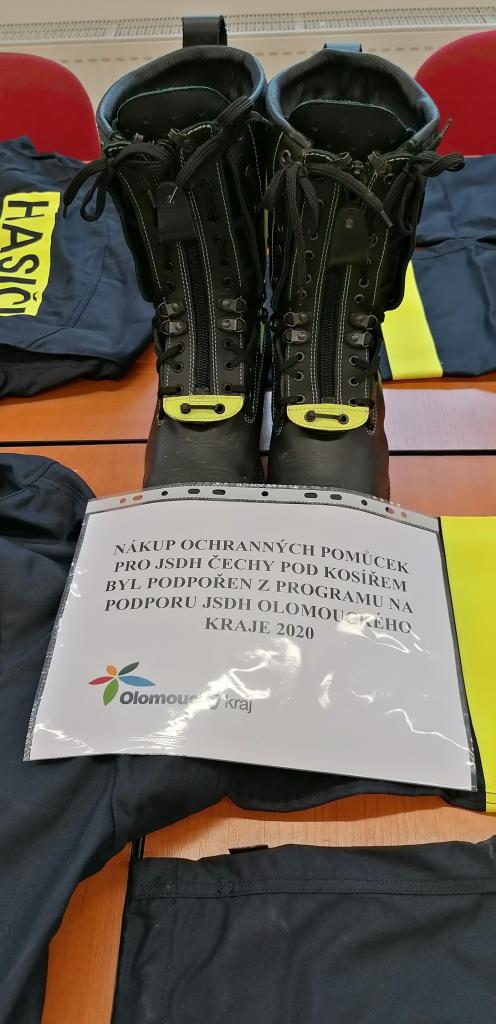 HASIČI
NÁKUP OCHRANNÝCH POMŮCEK
PRO JSDH ČECHY POD KOSÍŘEM
BYL PODPOŘEN Z PROGRAMU NA
PODPORU JSDH OLOMOUCKÉHO
KRAJE 2020
Olomoucký kraj